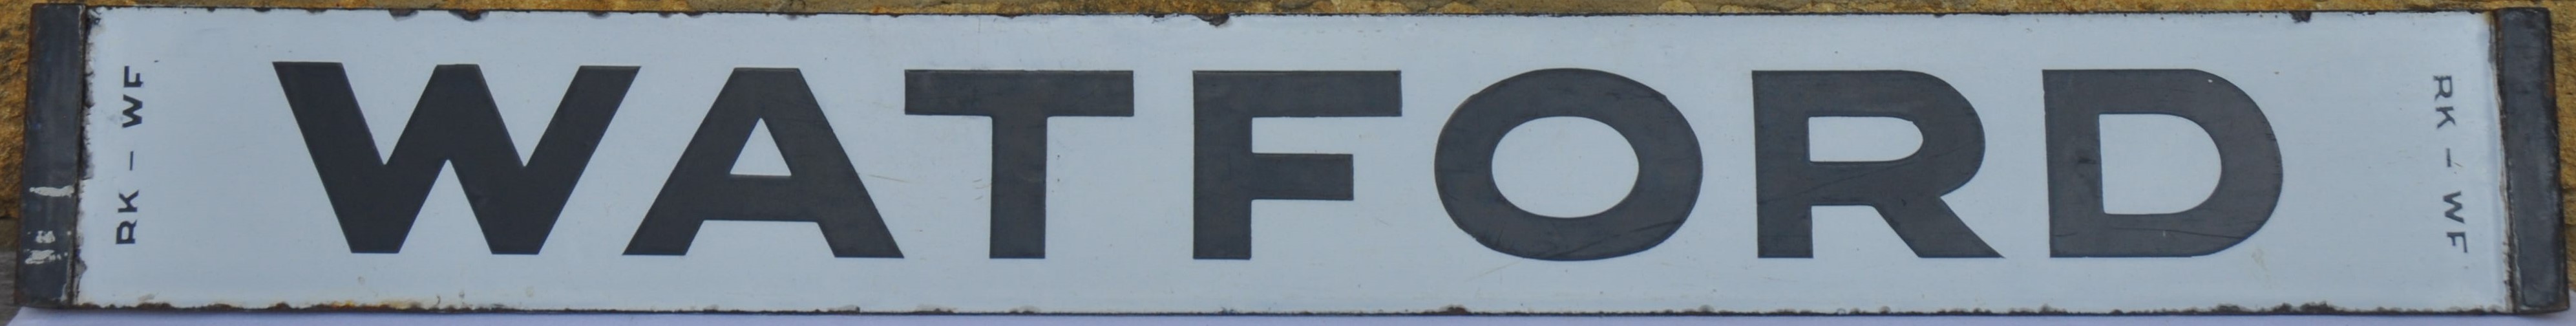 RK - WF
WATFORD
RK - WF